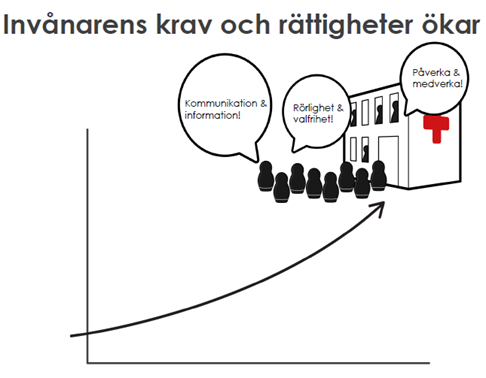 Invånarens krav och rättigheter ökar
Kommunikation &
information!
Rörlighet &
valfrihet!
Påverka &
medverka!